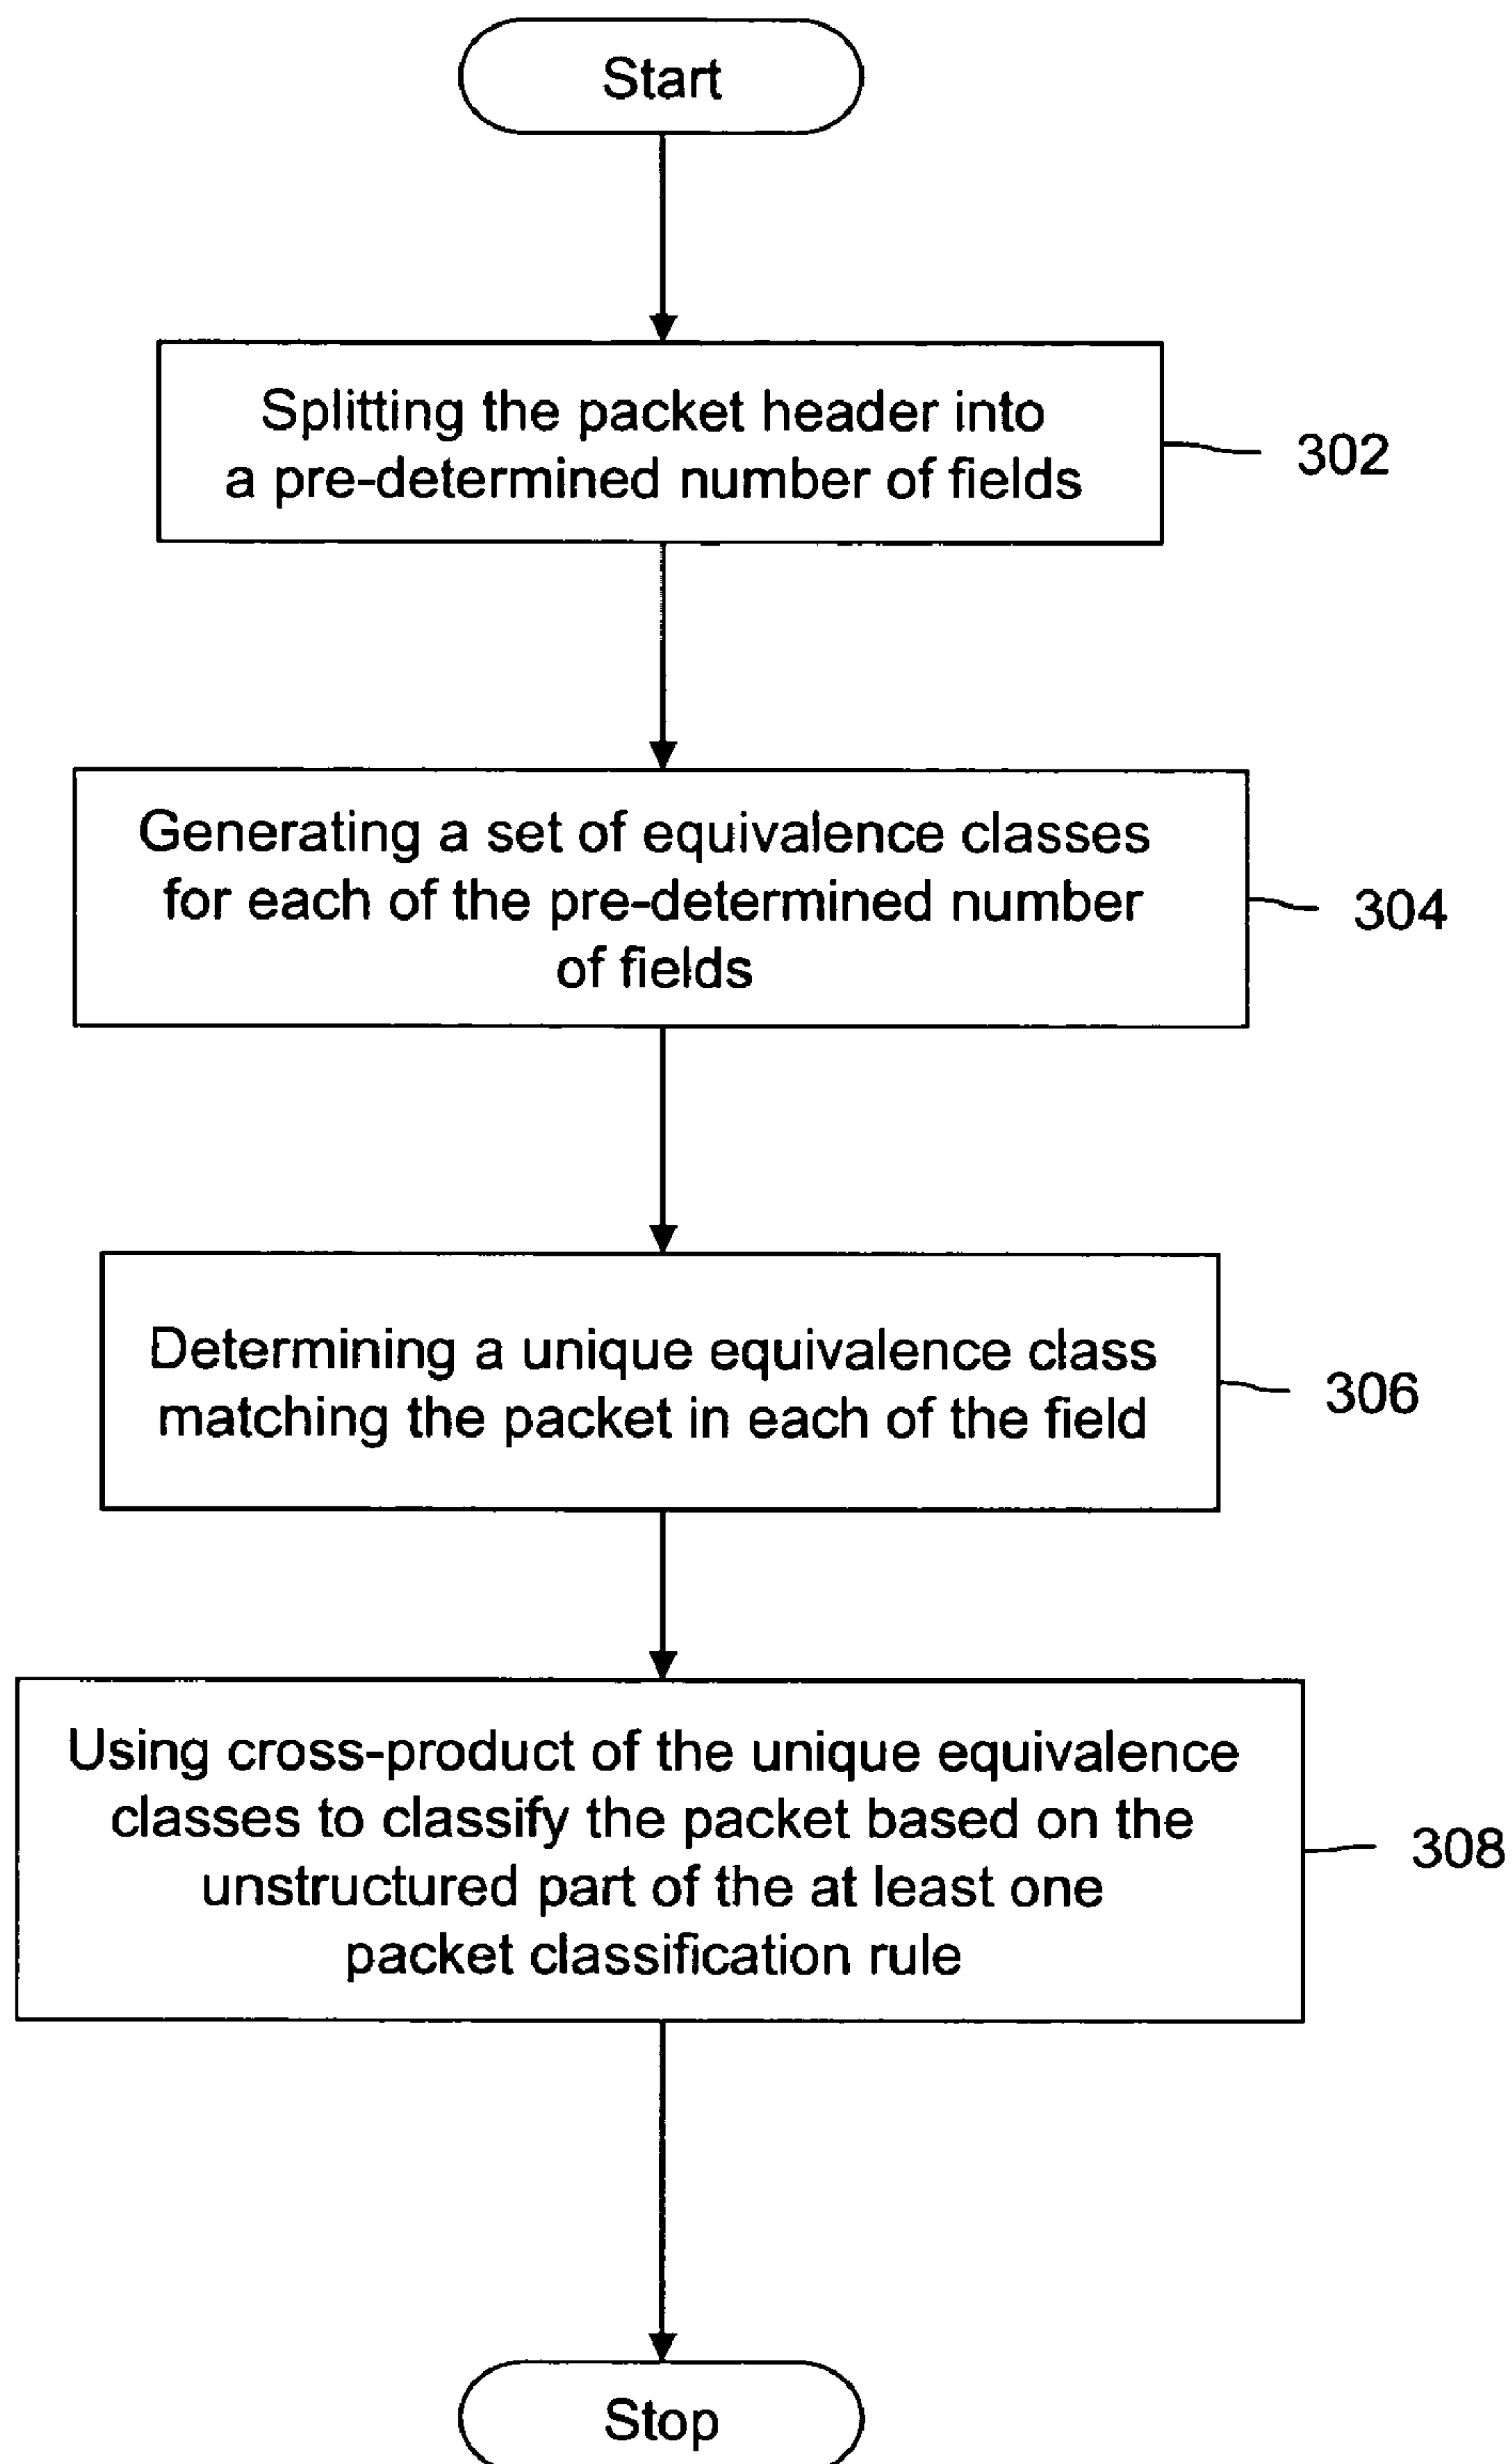 Start
Splitting the packet header into
a pre-determined number of fields
302
Generating a set of equivalence classes
for each of the pre-determined number
of fields
304
Determining a unique equivalence class
matching the packet in each of the field
306
Using cross-product of the unique equivalence
classes to classify the packet based on the
unstructured part of the at least one
packet classification rule
308
Stop